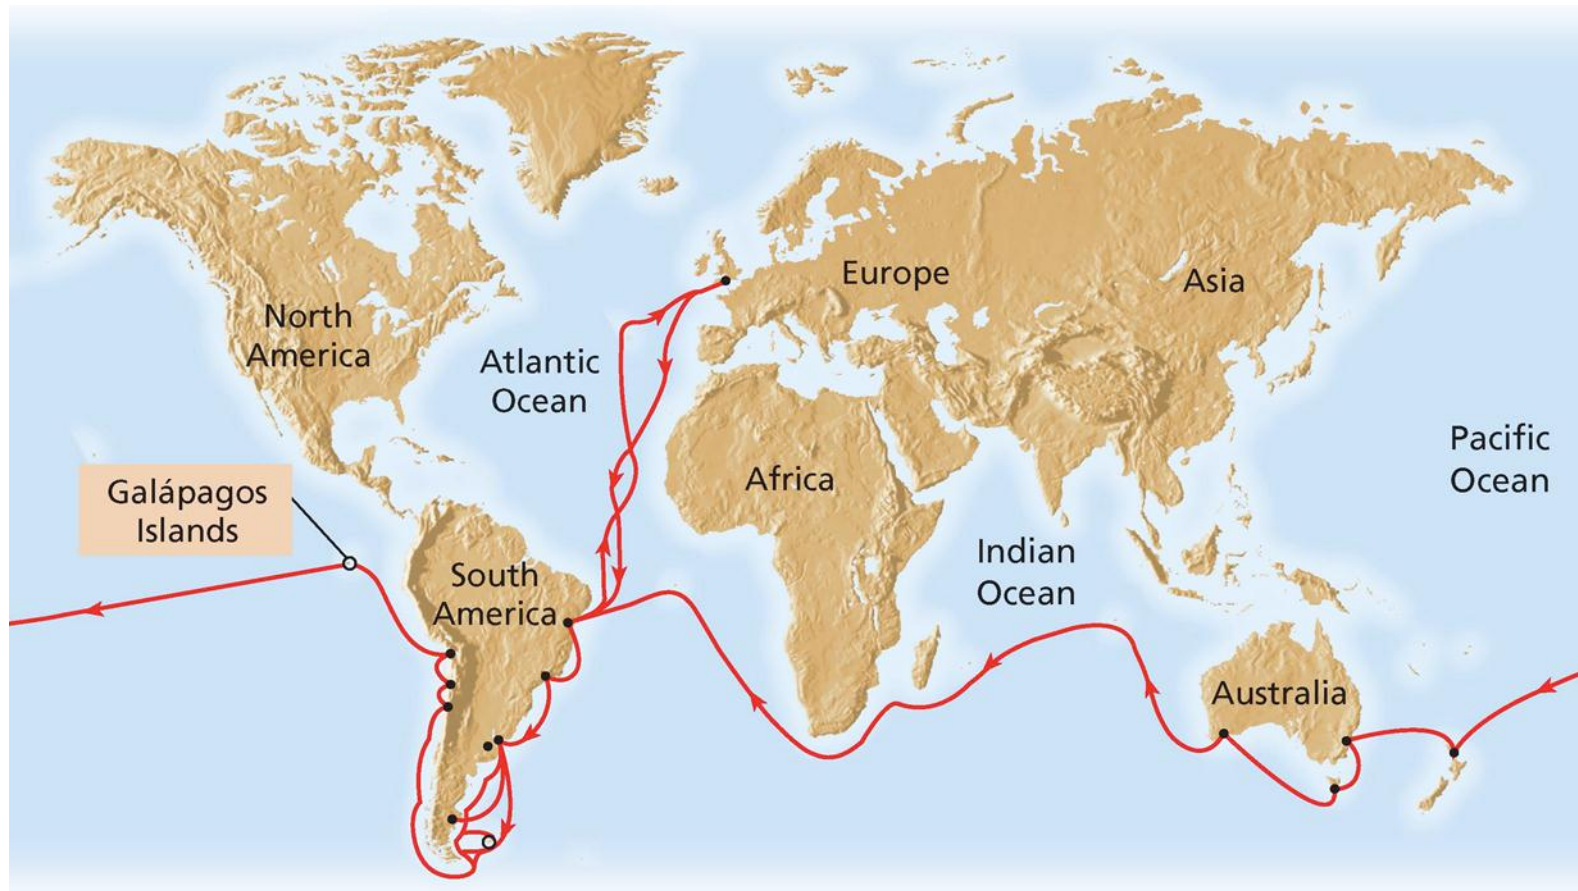 North
America
Atlantic
Ocean
Europe
Asia
Galápagos
Islands
Africa
Pacific
Ocean
South
America
Indian
Ocean
Australia